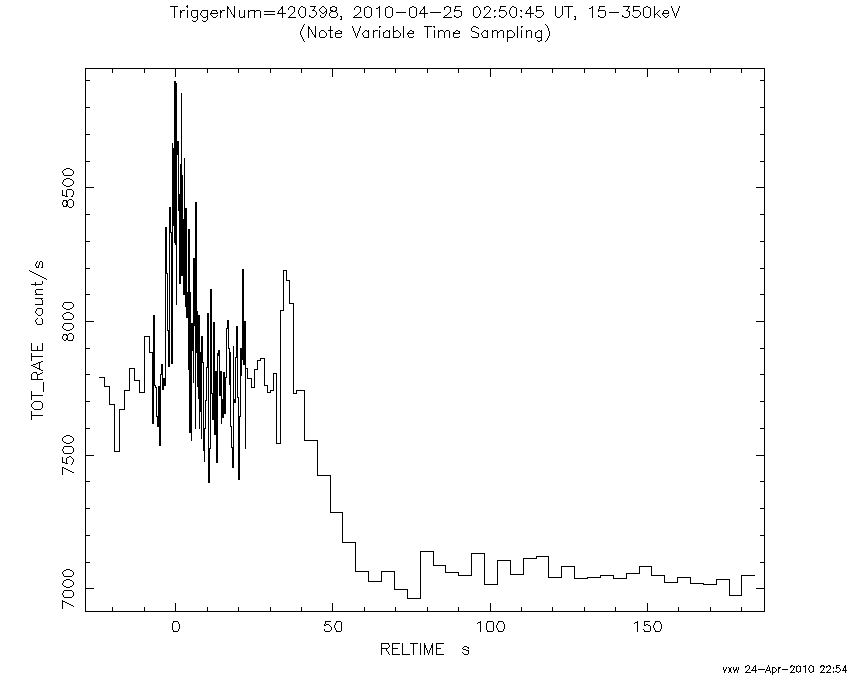 TriggerNum=420398, 2010-04-25 02:50:45 UT, 15-350keV
(Note Variable Time Sampling)
TOT_RATE count/s
8500
8000
7500
7000
0 50 100 150
RELTIME s
vxw 24-Apr-2010 22:54